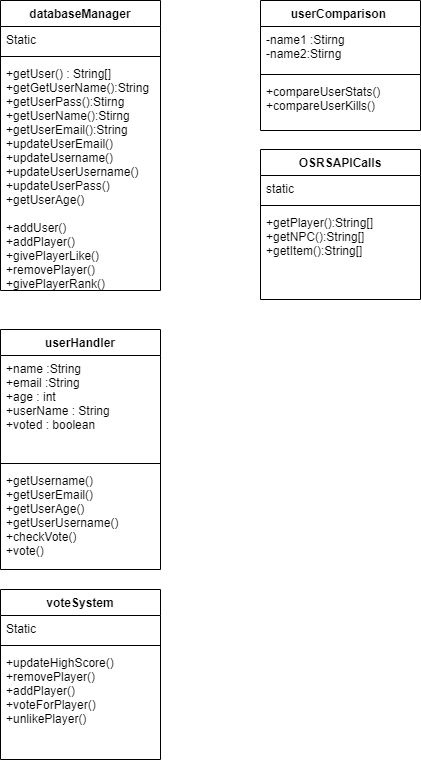 databaseManager
Static
+getUser() : String[]
+getGetUserName():String
+getUserPass():Stirng
+getUserName():Stirng
+getUserEmail():String
+updateUserEmail()
+updateUsername()
+updateUserUsername()
+updateUserPass()
+getUserAge()
+addUser()
+addPlayer()
+givePlayerLike()
+removePlayer()
+givePlayerRank()
userComparison
-name1 :Stirng
-name2:Stirng
+compareUserStats()
+compareUserKills()
OSRSAPICalls
static
+getPlayer():String[]
+getNPC():String[]
+getItem():String[]
userHandler
+name :String
+email :String
+age : int
+userName : String
+voted : boolean
+getUsername()
+getUserEmail()
+getUserAge()
+getUserUsername()
+checkVote()
+vote()
voteSystem
Static
+updateHighScore()
+removePlayer()
+addPlayer()
+voteForPlayer()
+unlikePlayer()